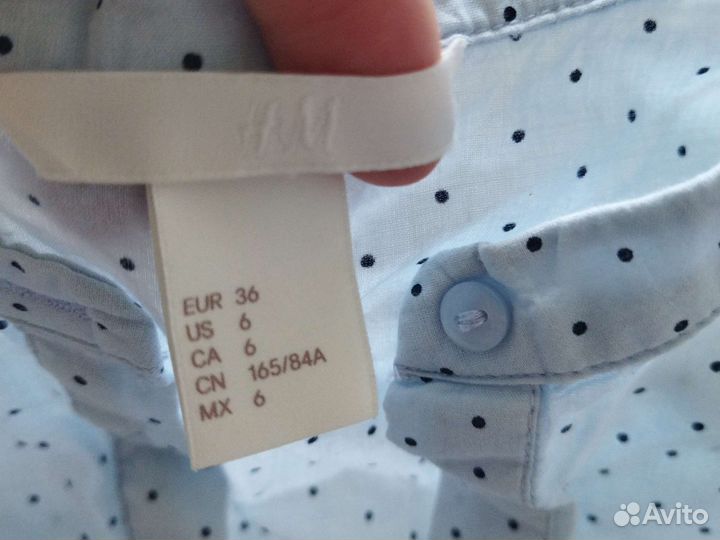 H&M
EUR 36
US 6
CA 6
CN 165/84A
MX 6
Avito